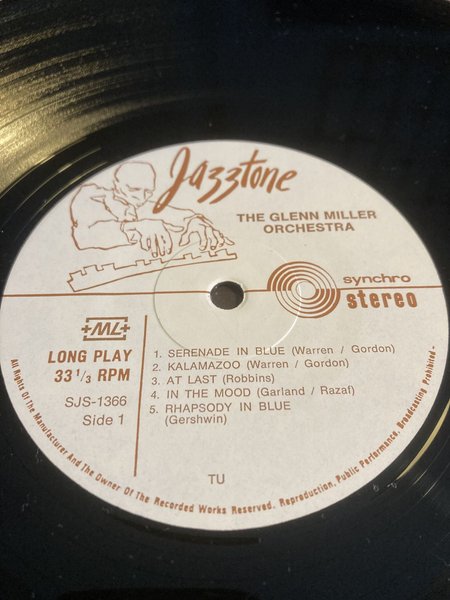 Jazztone
THE GLENN MILLER
ORCHESTRA
synchro
stereo
+ML+
LONG PLAY
33 1/3 RPM
SJS-1366
Side 1
1. SERENADE IN BLUE (Warren / Gordon)
2. KALAMAZOO (Warren / Gordon)
3. AT LAST (Robbins)
4. IN THE MOOD (Garland / Razaf)
5. RHAPSODY IN BLUE
(Gershwin)
TU
All Rights Of The Manufacturer And The Owner Of The Recorded Works Reserved. Reproduction, Public Performance, Broadcasting Prohibited -